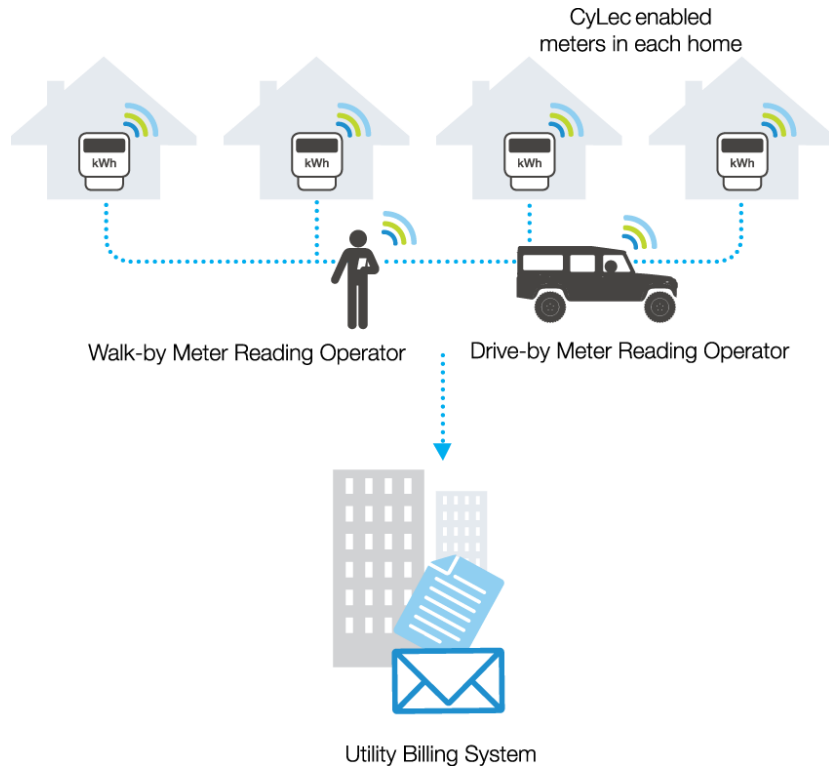 CyLec enabled
meters in each home
kWh
kWh
kWh
kWh
Walk-by Meter Reading Operator
Drive-by Meter Reading Operator
Utility Billing System